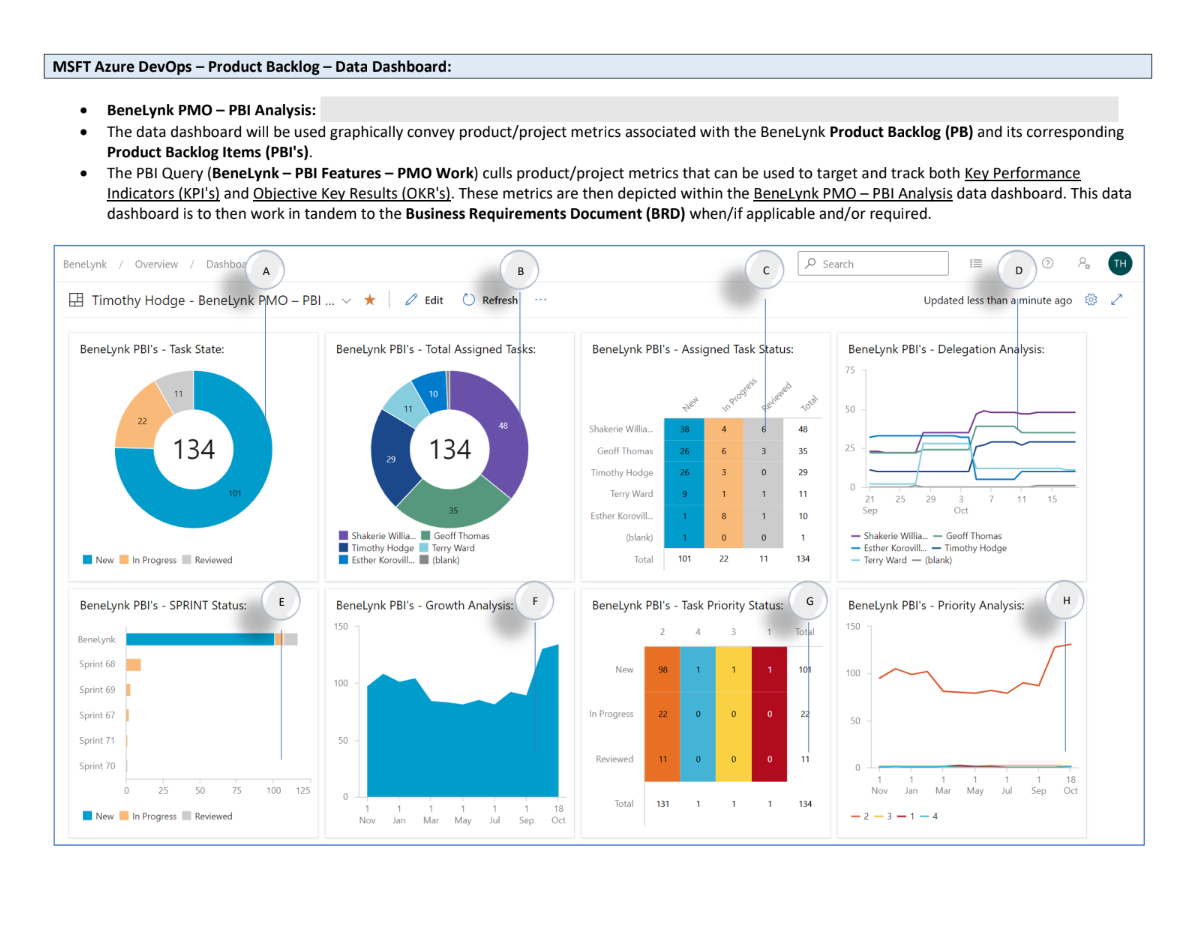 MSFT Azure DevOps – Product Backlog – Data Dashboard:
• BeneLynk PMO – PBI Analysis:
• The data dashboard will be used graphically convey product/project metrics associated with the BeneLynk Product Backlog (PB) and its corresponding
Product Backlog Items (PBI's).
• The PBI Query (BeneLynk – PBI Features – PMO Work) culls product/project metrics that can be used to target and track both Key Performance
Indicators (KPI's) and Objective Key Results (OKR's). These metrics are then depicted within the BeneLynk PMO – PBI Analysis data dashboard. This data
dashboard is to then work in tandem to the Business Requirements Document (BRD) when/if applicable and/or required.
BeneLynk / Overview / Dashboa
A
B
C
Search
D
TH
Timothy Hodge - BeneLynk PMO – PBI ...
Edit
Refresh
...
Updated less than a minute ago
BeneLynk PBI's - Task State:
11
22
134
101
New In Progress Reviewed
BeneLynk PBI's - Total Assigned Tasks:
10
11
48
134
29
35
Shakerie Willia... Geoff Thomas
Timothy Hodge Terry Ward
Esther Korovill... (blank)
BeneLynk PBI's - Assigned Task Status:
New In Progress Reviewed Total
Shakerie Willia... 38 4 6 48
Geoff Thomas 26 6 3 35
Timothy Hodge 26 3 0 29
Terry Ward 9 1 1 11
Esther Korovill... 1 8 1 10
(blank) 1 0 0 1
Total 101 22 11 134
BeneLynk PBI's - Delegation Analysis:
75
50
25
0
21 25 29 3 7 11 15
Sep Oct
Shakerie Willia... Geoff Thomas
Esther Korovill... Timothy Hodge
Terry Ward (blank)
E
BeneLynk PBI's - SPRINT Status:
BeneLynk
Sprint 68
Sprint 69
Sprint 67
Sprint 71
Sprint 70
0 25 50 75 100 125
New In Progress Reviewed
F
BeneLynk PBI's - Growth Analysis:
150
100
50
0
1 1 1 1 1 1 18
Nov Jan Mar May Jul Sep Oct
G
BeneLynk PBI's - Task Priority Status:
2 4 3 1 Total
New 98 1 1 1 101
In Progress 22 0 0 0 22
Reviewed 11 0 0 0 11
Total 131 1 1 1 134
H
BeneLynk PBI's - Priority Analysis:
150
100
50
0
1 1 1 1 1 1 18
Nov Jan Mar May Jul Sep Oct
2 3 1 4